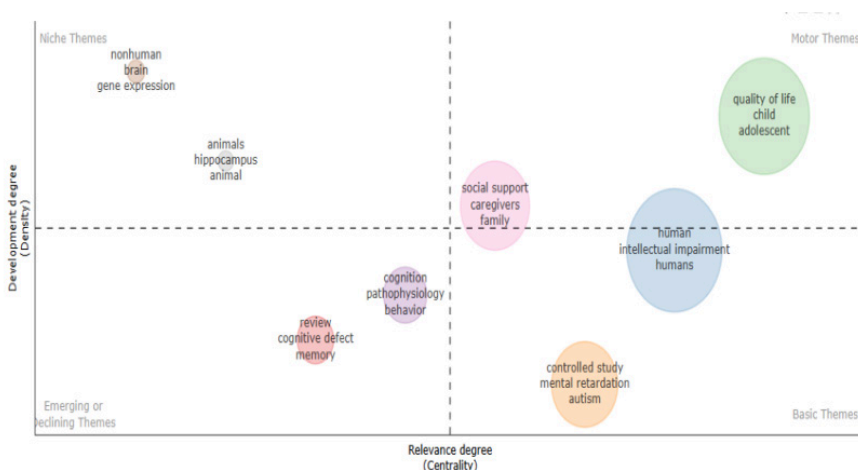 Niche Themes
Motor Themes
nonhuman
brain
gene expression
quality of life
child
adolescent
animals
hippocampus
animal
social support
caregivers
family
Development degree
(Density)
human
intellectual impairment
humans
cognition
pathophysiology
behavior
review
cognitive defect
memory
controlled study
mental retardation
autism
Emerging or
Declining Themes
Basic Themes
Relevance degree
(Centrality)